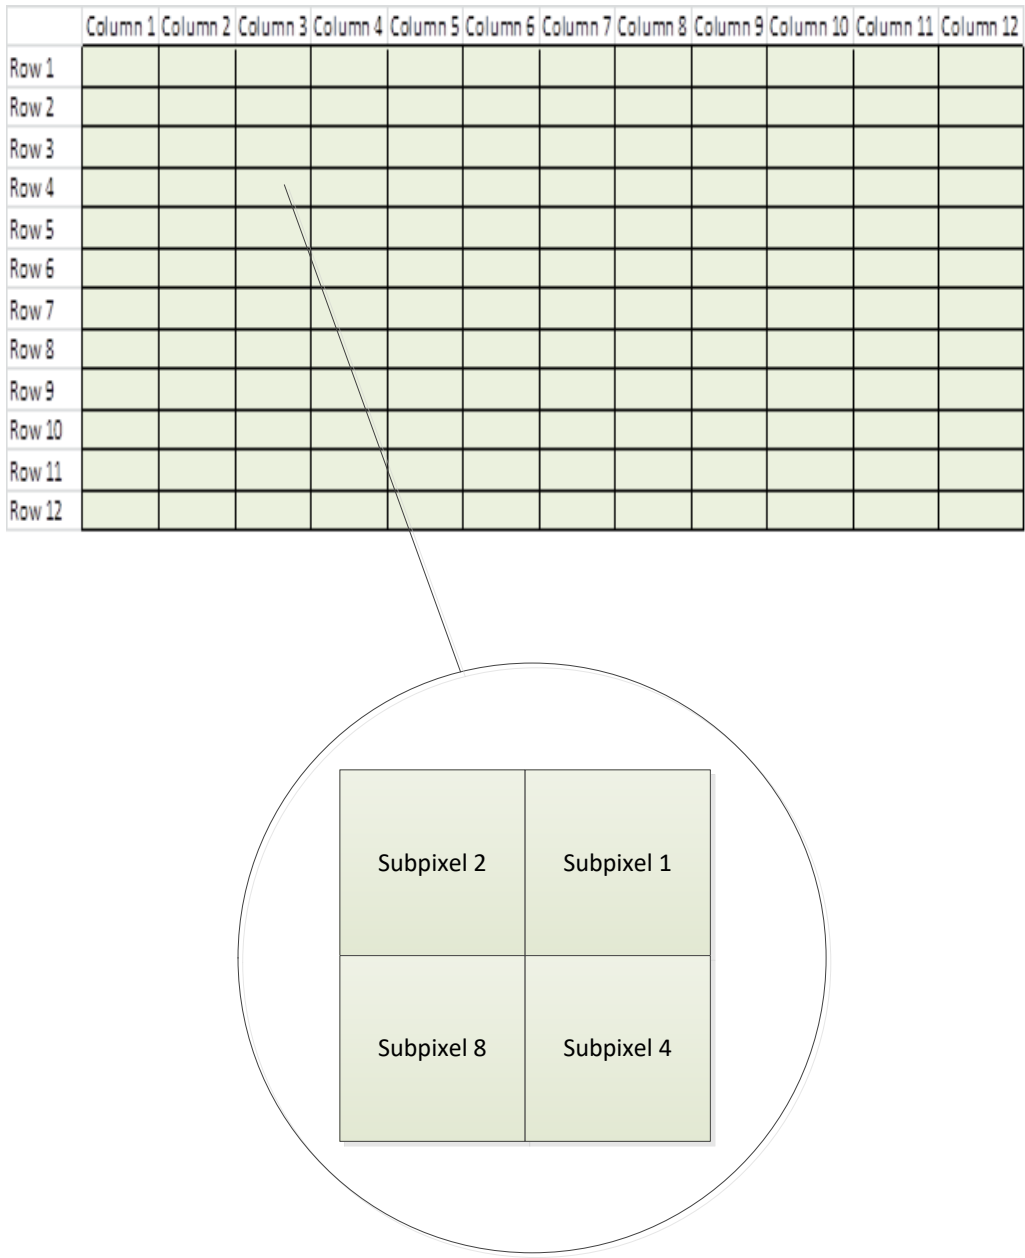 Column 1 Column 2 Column 3 Column 4 Column 5 Column 6 Column 7 Column 8 Column 9 Column 10 Column 11 Column 12
Row 1
Row 2
Row 3
Row 4
Row 5
Row 6
Row 7
Row 8
Row 9
Row 10
Row 11
Row 12
Subpixel 2 Subpixel 1
Subpixel 8 Subpixel 4